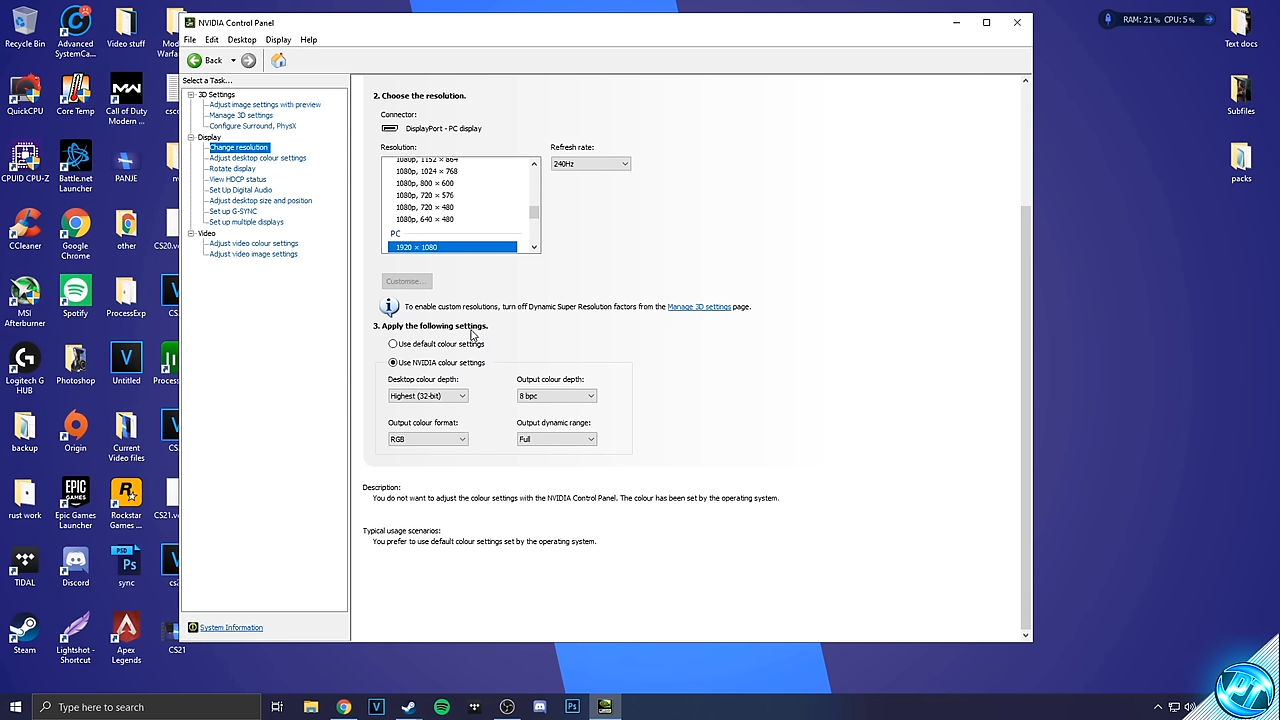 Recycle Bin
Advanced SystemCa...
Video stuff
QuickCPU
Core Temp
Call of Duty Modern ...
CPUID CPU-Z
Battle.net Launcher
PANJE
CCleaner
Google Chrome
other
CS20.ve
MSI Afterburner
Spotify
ProcessExp
Logitech G HUB
Photoshop
Untitled
Process
backup
Origin
Current Video files
rust work
Epic Games Launcher
Rockstar Games ...
CS21.ve
TIDAL
Discord
sync
Steam
Lightshot - Shortcut
Apex Legends
CS21
NVIDIA Control Panel
File Edit Desktop Display Help
Back
Select a Task...
3D Settings
Adjust image settings with preview
Manage 3D settings
Configure Surround, PhysX
Display
Change resolution
Adjust desktop colour settings
Rotate display
View HDCP status
Set Up Digital Audio
Adjust desktop size and position
Set up G-SYNC
Set up multiple displays
Video
Adjust video colour settings
Adjust video image settings
System Information
2. Choose the resolution.
Connector:
DisplayPort - PC display
Resolution:
Refresh rate:
240Hz
1080p, 1152 × 864
1080p, 1024 × 768
1080p, 800 × 600
1080p, 720 × 576
1080p, 720 × 480
1080p, 640 × 480
PC
1920 × 1080
Customise...
To enable custom resolutions, turn off Dynamic Super Resolution factors from the Manage 3D settings page.
3. Apply the following settings.
Use default colour settings
Use NVIDIA colour settings
Desktop colour depth: Output colour depth:
Highest (32-bit) 8 bpc
Output colour format: Output dynamic range:
RGB Full
Description:
You do not want to adjust the colour settings with the NVIDIA Control Panel. The colour has been set by the operating system.
Typical usage scenarios:
You prefer to use default colour settings set by the operating system.
RAM: 21% CPU: 5%
Text docs
Subfiles
packs
Type here to search
PT